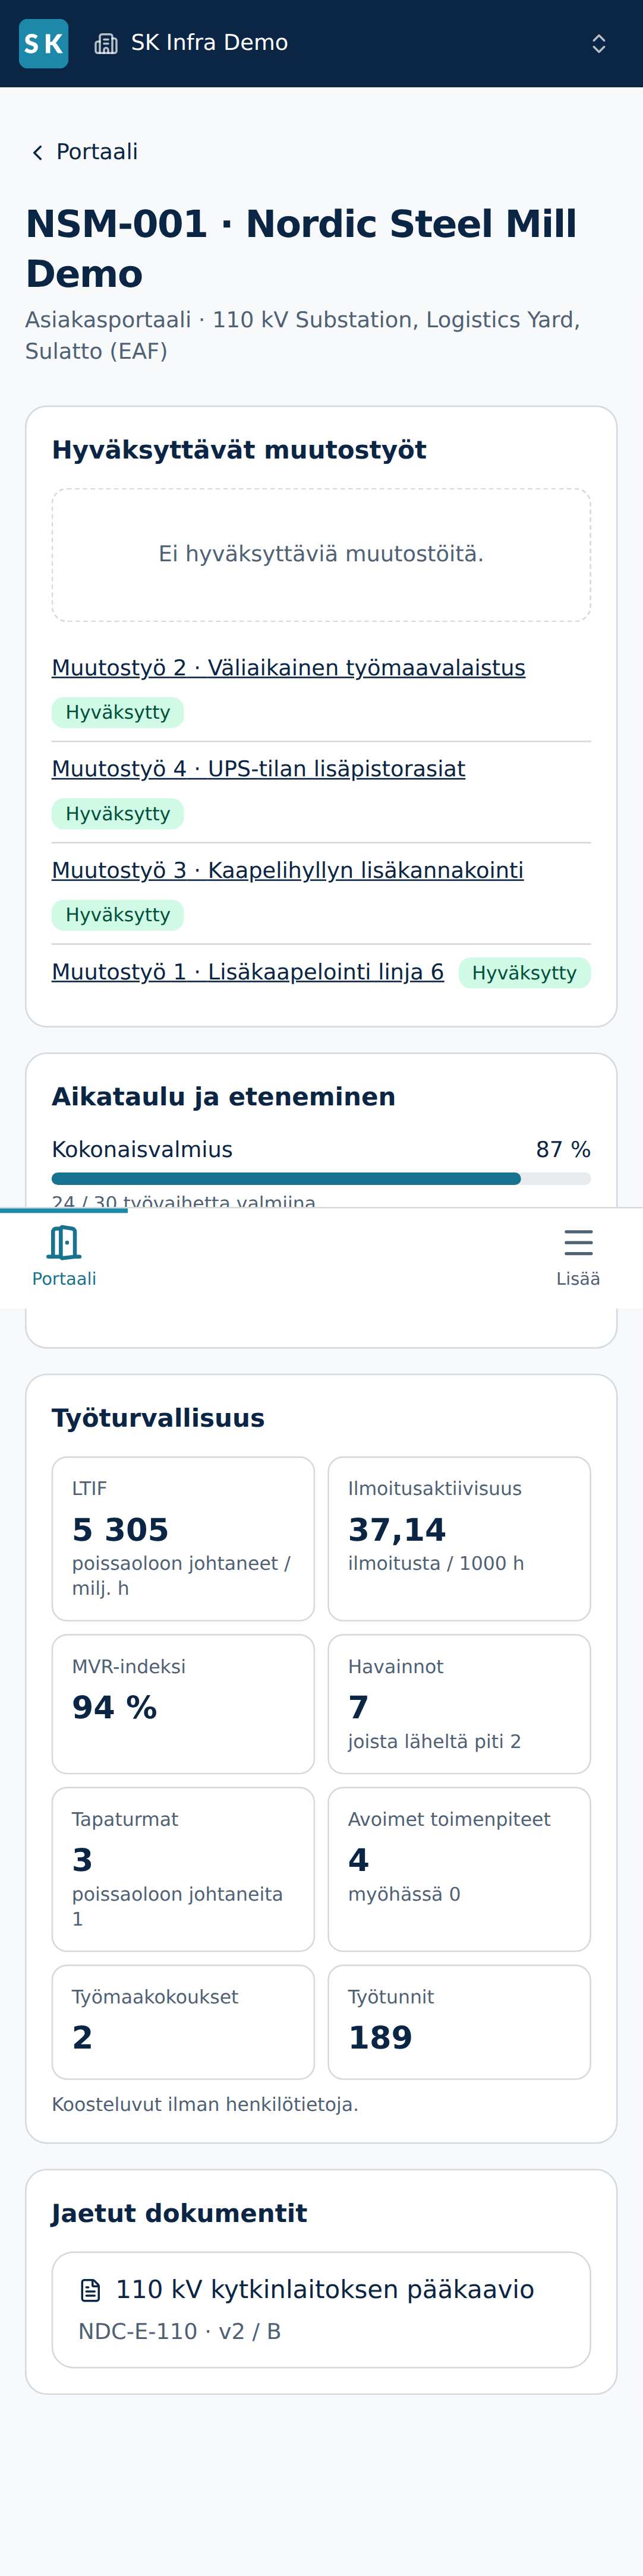 SK
SK Infra Demo
Portaali
NSM-001 · Nordic Steel Mill
Demo
Asiakasportaali · 110 kV Substation, Logistics Yard,
Sulatto (EAF)
Hyväksyttävät muutostyöt
Ei hyväksyttäviä muutostöitä.
Muutostyö 2 · Väliaikainen työmaavalaistus
Hyväksytty
Muutostyö 4 · UPS-tilan lisäpistorasiat
Hyväksytty
Muutostyö 3 · Kaapelihyllyn lisäkannakointi
Hyväksytty
Muutostyö 1 · Lisäkaapelointi linja 6 Hyväksytty
Aikataulu ja eteneminen
Kokonaisvalmius 87 %
24 / 30 työvaihetta valmiina
Portaali Lisää
Työturvallisuus
LTIF
5 305
poissaoloon johtaneet /
milj. h
Ilmoitusaktiivisuus
37,14
ilmoitusta / 1000 h
MVR-indeksi
94 %
Havainnot
7
joista läheltä piti 2
Tapaturmat
3
poissaoloon johtaneita
1
Avoimet toimenpiteet
4
myöhässä 0
Työmaakokoukset
2
Työtunnit
189
Koosteluvut ilman henkilötietoja.
Jaetut dokumentit
110 kV kytkinlaitoksen pääkaavio
NDC-E-110 · v2 / B